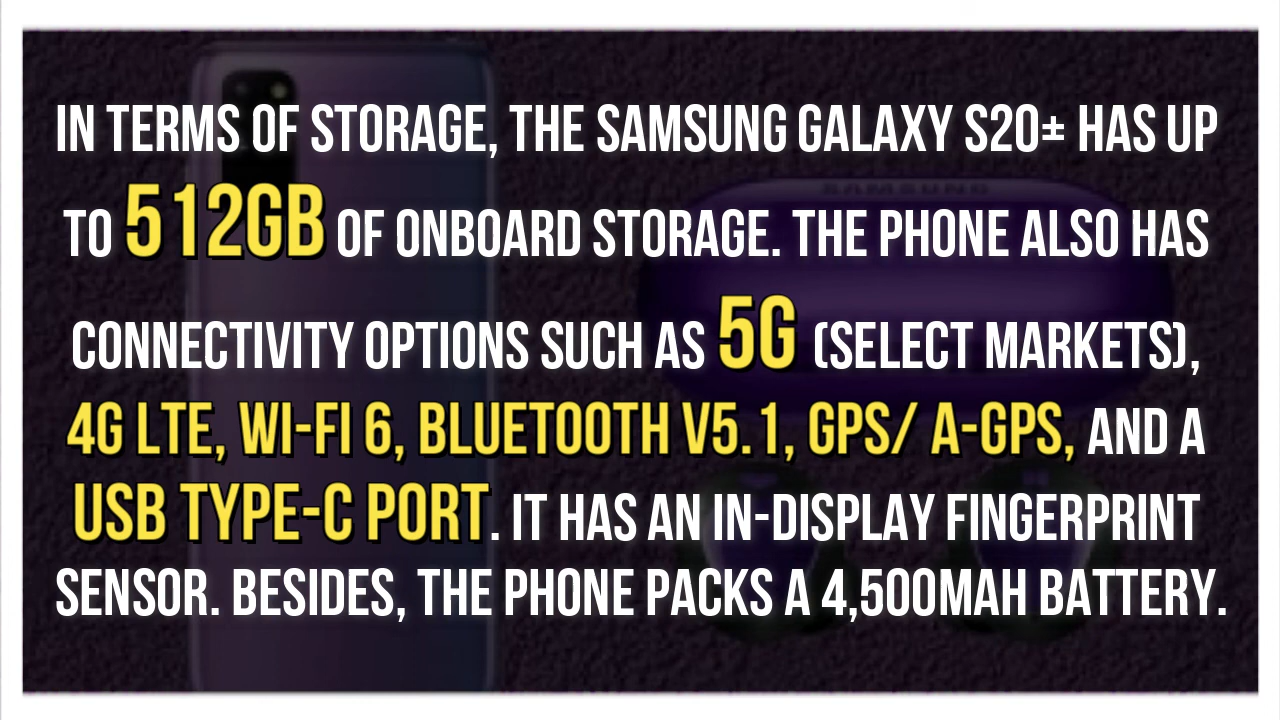 IN TERMS OF STORAGE, THE SAMSUNG GALAXY S20± HAS UP
TO 512GB OF ONBOARD STORAGE. THE PHONE ALSO HAS
SAMSUNG
CONNECTIVITY OPTIONS SUCH AS 5G (SELECT MARKETS),
4G LTE, WI-FI 6, BLUETOOTH V5.1, GPS/ A-GPS, AND A
USB TYPE-C PORT. IT HAS AN IN-DISPLAY FINGERPRINT
SENSOR. BESIDES, THE PHONE PACKS A 4,500MAH BATTERY.